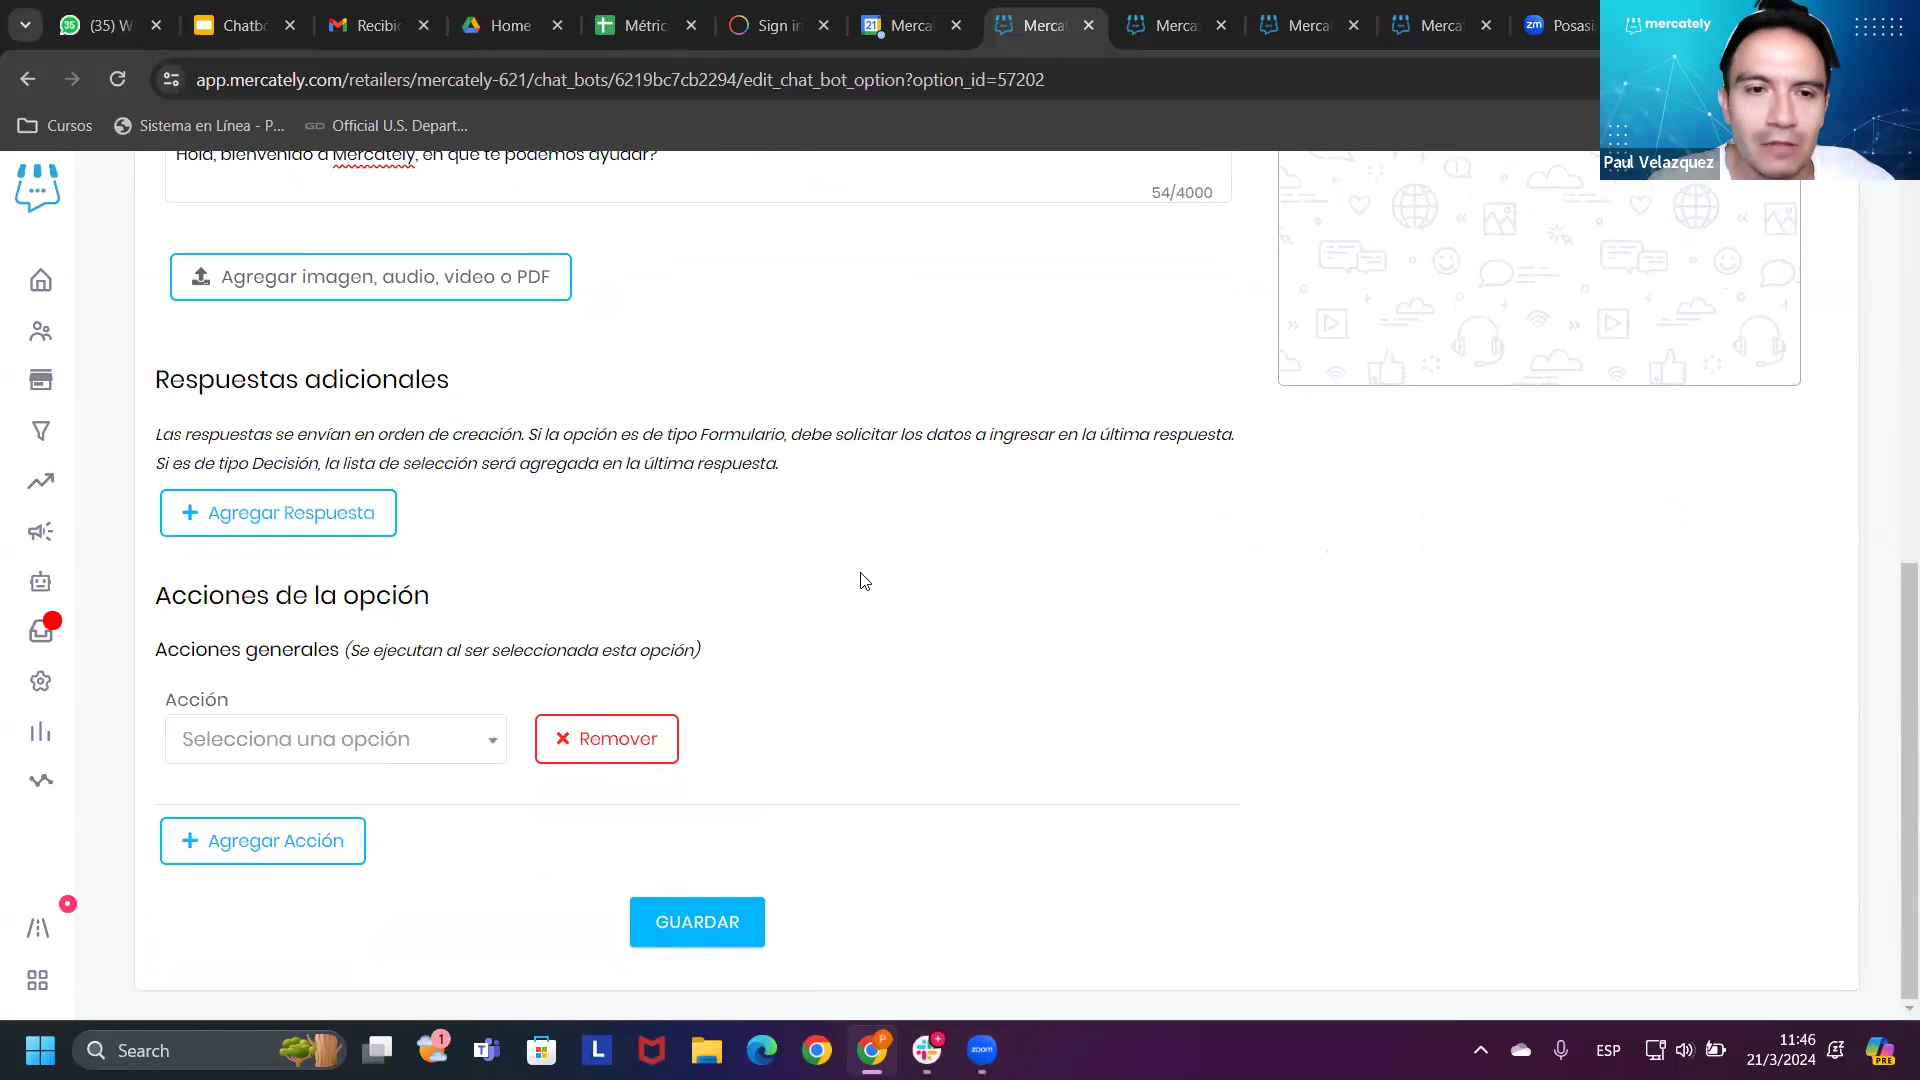 (35) W
Chatbo
Recibi
Home
Métric
Sign in
Merca
Merca
Merca
Merca
Merca
Posasi
app.mercately.com/retailers/mercately-621/chat_bots/6219bc7cb2294/edit_chat_bot_option?option_id=57202
Cursos
Sistema en Línea - P...
Official U.S. Depart...
mercately
Paul Velazquez
Hola, bienvenido a Mercately, en que te podemos ayudar?
54/4000
Agregar imagen, audio, video o PDF
Respuestas adicionales
Las respuestas se envían en orden de creación. Si la opción es de tipo Formulario, debe solicitar los datos a ingresar en la última respuesta.
Si es de tipo Decisión, la lista de selección será agregada en la última respuesta.
+ Agregar Respuesta
Acciones de la opción
Acciones generales (Se ejecutan al ser seleccionada esta opción)
Acción
Selecciona una opción
Remover
+ Agregar Acción
GUARDAR
Search
1
L
P
zoom
ESP
11:46
21/3/2024
PRE